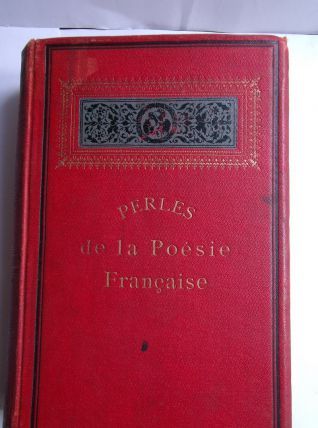 PERLES
de la Poésie
Française